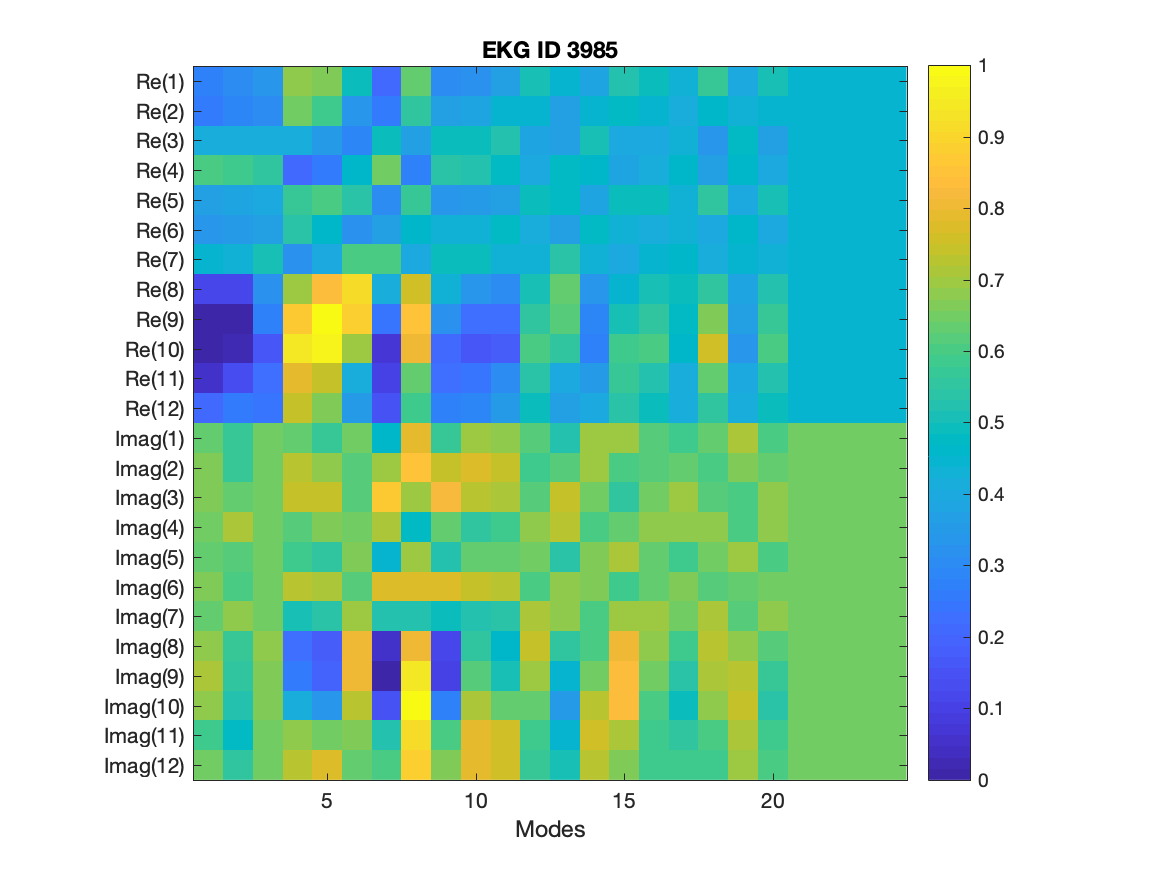 EKG ID 3985
Re(1)
Re(2)
Re(3)
Re(4)
Re(5)
Re(6)
Re(7)
Re(8)
Re(9)
Re(10)
Re(11)
Re(12)
Imag(1)
Imag(2)
Imag(3)
Imag(4)
Imag(5)
Imag(6)
Imag(7)
Imag(8)
Imag(9)
Imag(10)
Imag(11)
Imag(12)
5 10 15 20
Modes
1
0.9
0.8
0.7
0.6
0.5
0.4
0.3
0.2
0.1
0